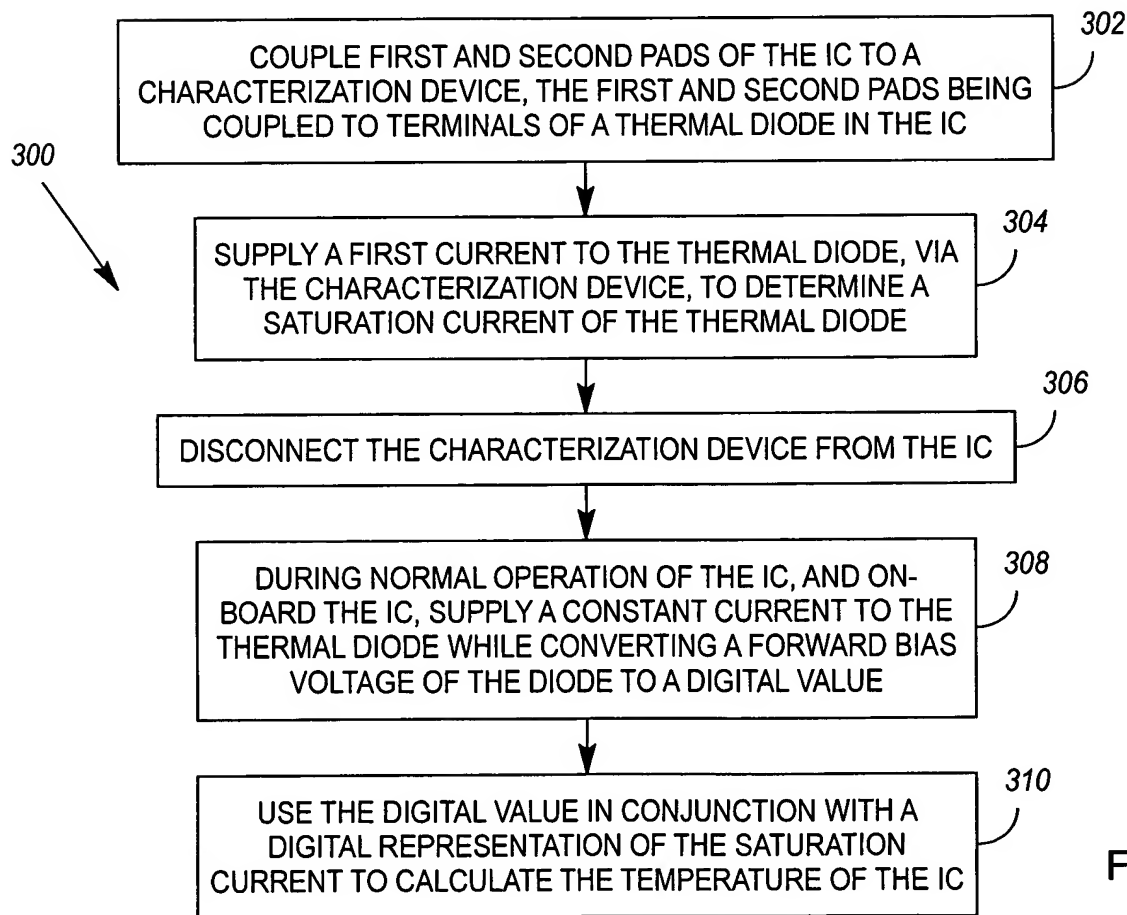 300
302
COUPLE FIRST AND SECOND PADS OF THE IC TO A
CHARACTERIZATION DEVICE, THE FIRST AND SECOND PADS BEING
COUPLED TO TERMINALS OF A THERMAL DIODE IN THE IC
304
SUPPLY A FIRST CURRENT TO THE THERMAL DIODE, VIA
THE CHARACTERIZATION DEVICE, TO DETERMINE A
SATURATION CURRENT OF THE THERMAL DIODE
306
DISCONNECT THE CHARACTERIZATION DEVICE FROM THE IC
308
DURING NORMAL OPERATION OF THE IC, AND ON-
BOARD THE IC, SUPPLY A CONSTANT CURRENT TO THE
THERMAL DIODE WHILE CONVERTING A FORWARD BIAS
VOLTAGE OF THE DIODE TO A DIGITAL VALUE
310
USE THE DIGITAL VALUE IN CONJUNCTION WITH A
DIGITAL REPRESENTATION OF THE SATURATION
CURRENT TO CALCULATE THE TEMPERATURE OF THE IC
F